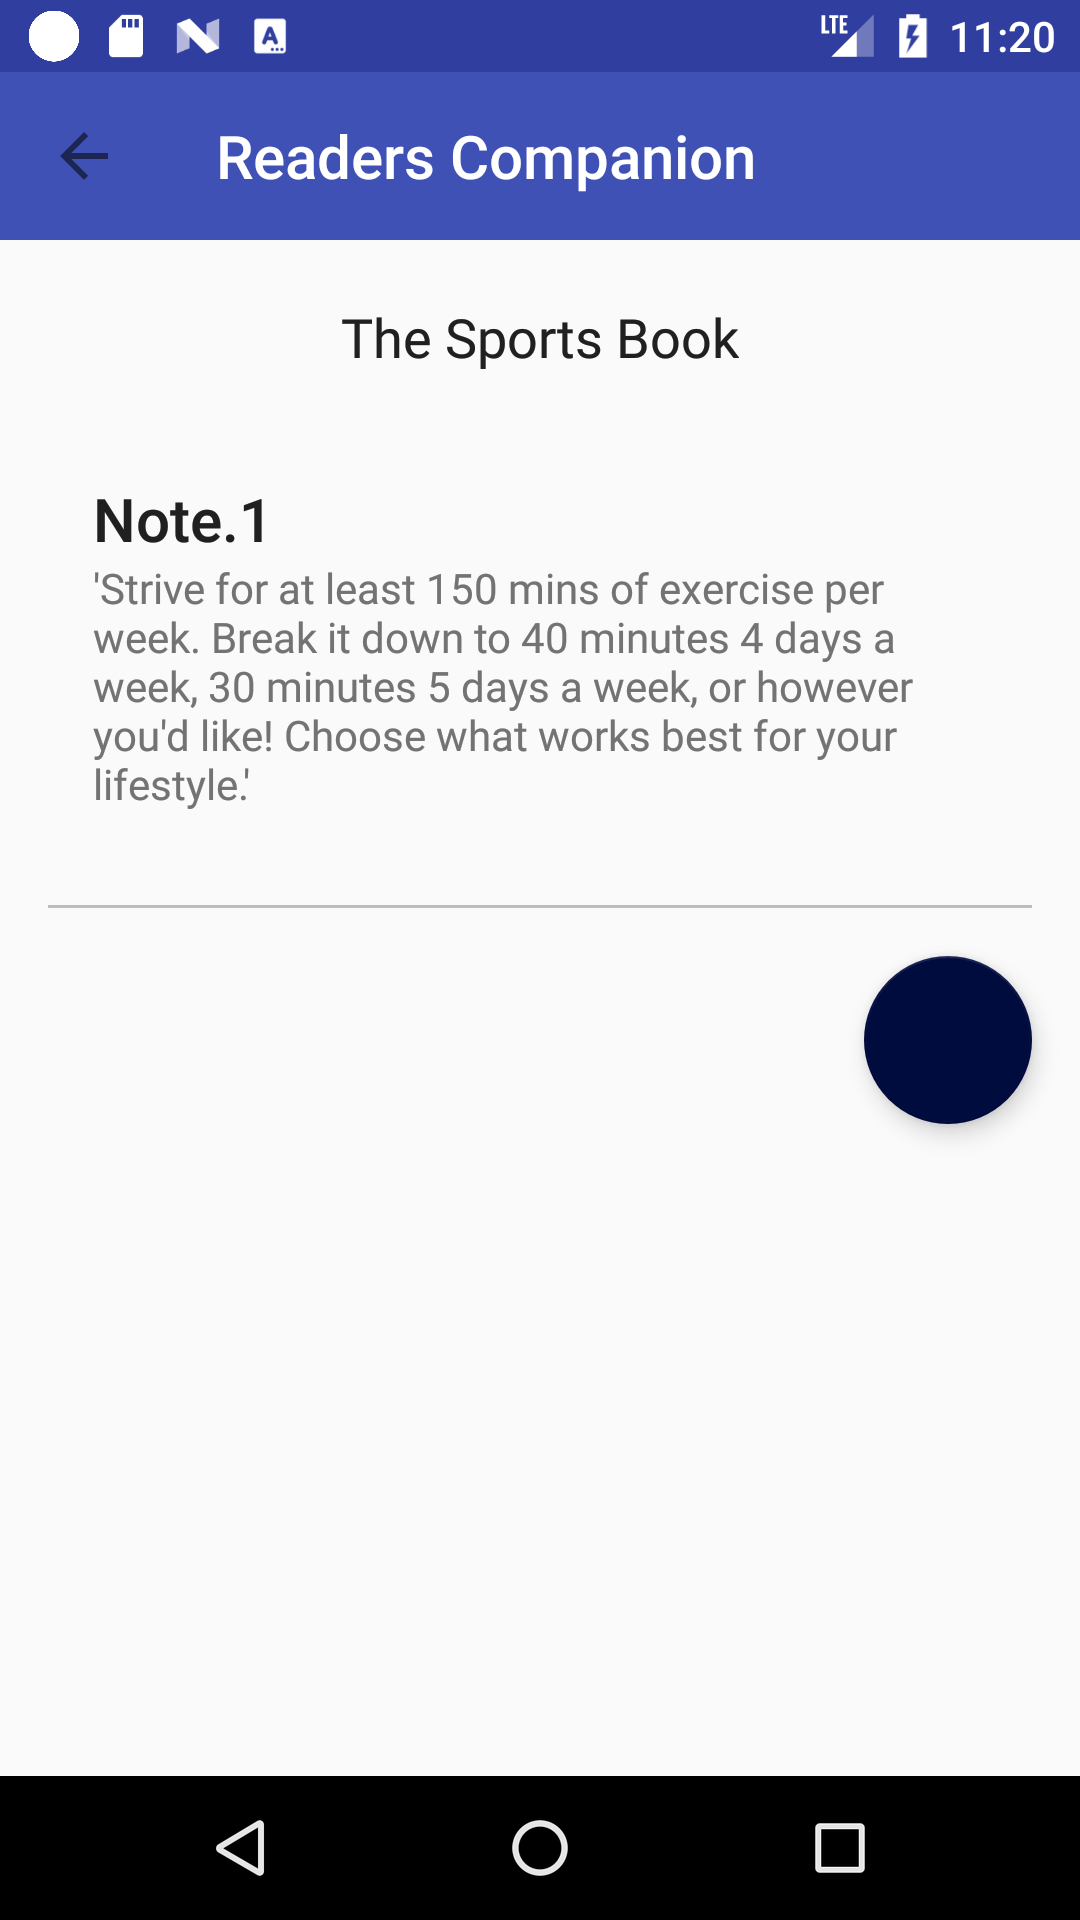 LTE 11:20
Readers Companion
The Sports Book
Note.1
'Strive for at least 150 mins of exercise per
week. Break it down to 40 minutes 4 days a
week, 30 minutes 5 days a week, or however
you'd like! Choose what works best for your
lifestyle.'